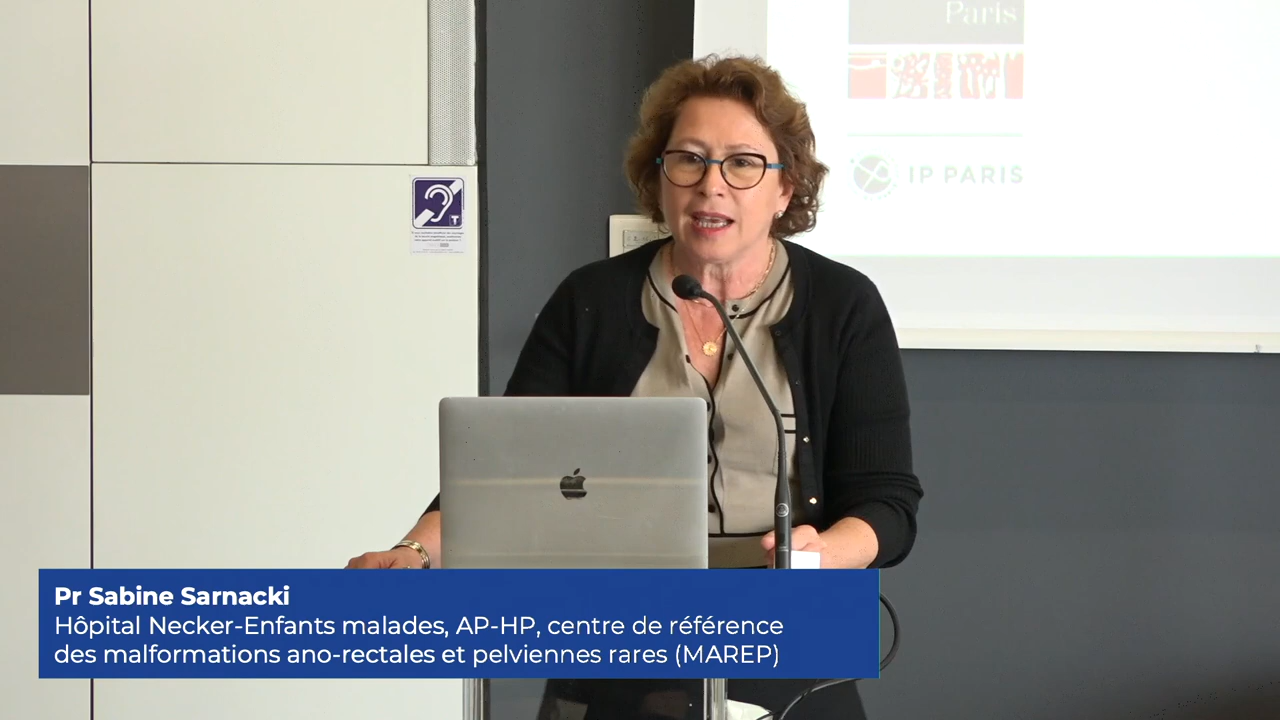 Paris
IP PARIS
T
Pr Sabine Sarnacki
Hôpital Necker-Enfants malades, AP-HP, centre de référence
des malformations ano-rectales et pelviennes rares (MAREP)